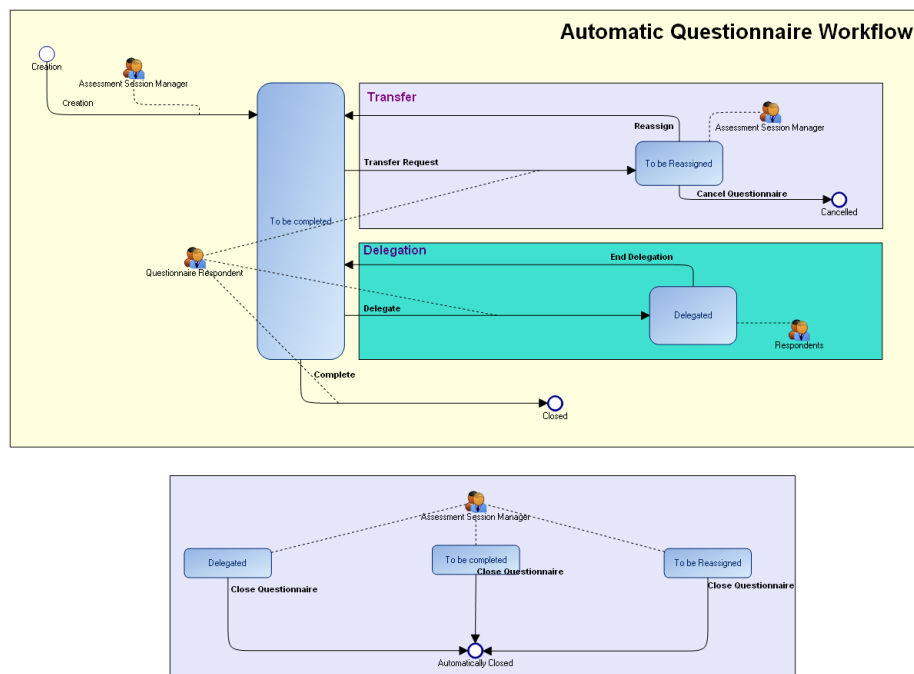 Automatic Questionnaire Workflow
Creation
Assessment Session Manager
Creation
Transfer
Reassign
Assessment Session Manager
Transfer Request
To be Reassigned
Cancel Questionnaire
Cancelled
To be completed
Questionnaire Respondent
Delegation
End Delegation
Delegate
Delegated
Respondents
Complete
Closed
Assessment Session Manager
Delegated
To be completed
To be Reassigned
Close Questionnaire
Close Questionnaire
Close Questionnaire
Automatically Closed